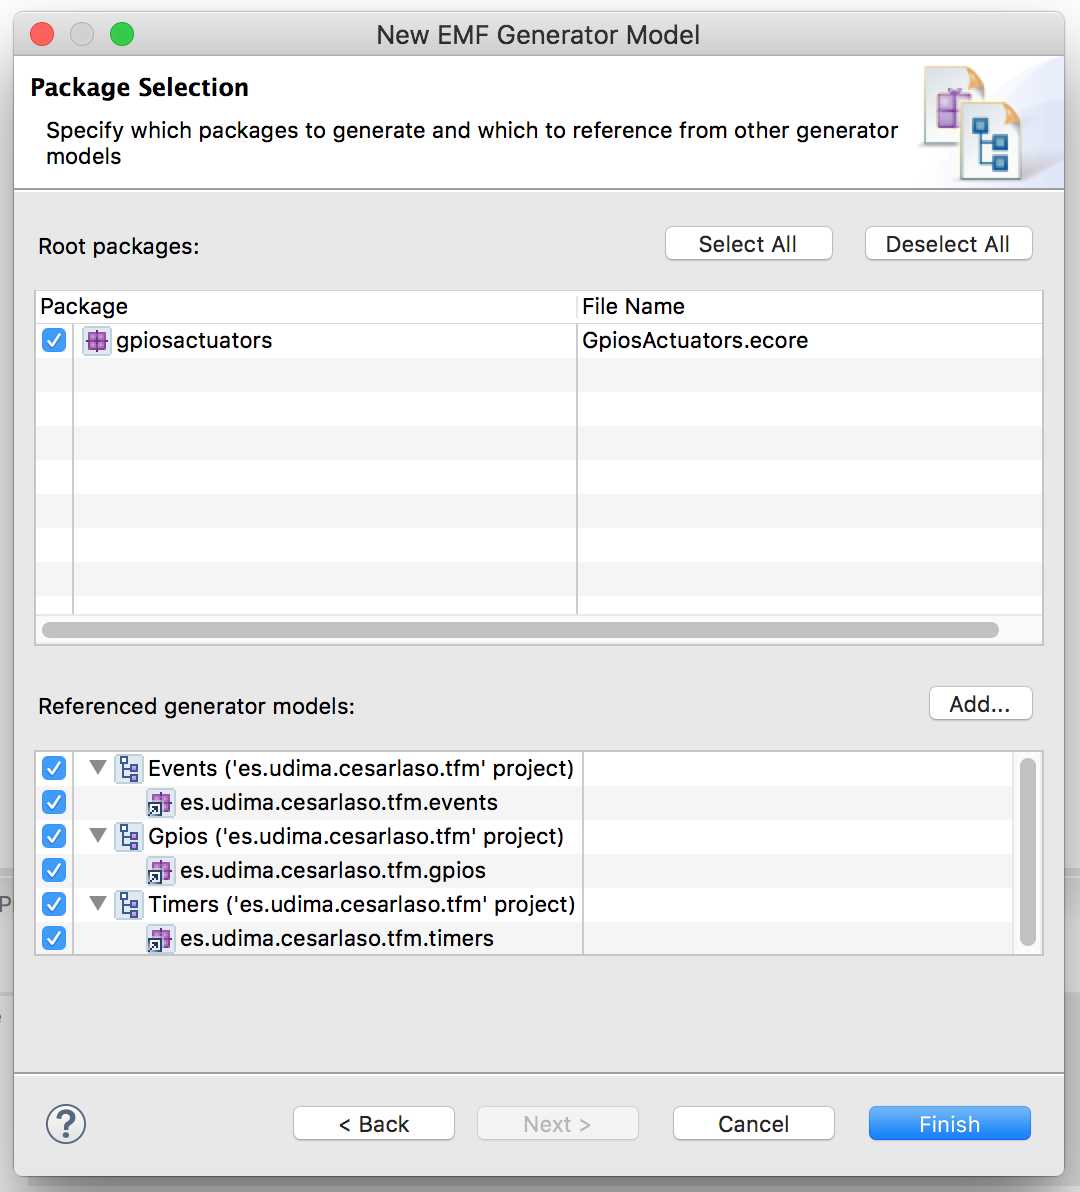 New EMF Generator Model
Package Selection
Specify which packages to generate and which to reference from other generator
models
Root packages:
Select All
Deselect All
Package
File Name
gpiosactuators
GpiosActuators.ecore
Referenced generator models:
Add...
Events ('es.udima.cesarlaso.tfm' project)
es.udima.cesarlaso.tfm.events
Gpios ('es.udima.cesarlaso.tfm' project)
es.udima.cesarlaso.tfm.gpios
Timers ('es.udima.cesarlaso.tfm' project)
es.udima.cesarlaso.tfm.timers
?
< Back
Next >
Cancel
Finish